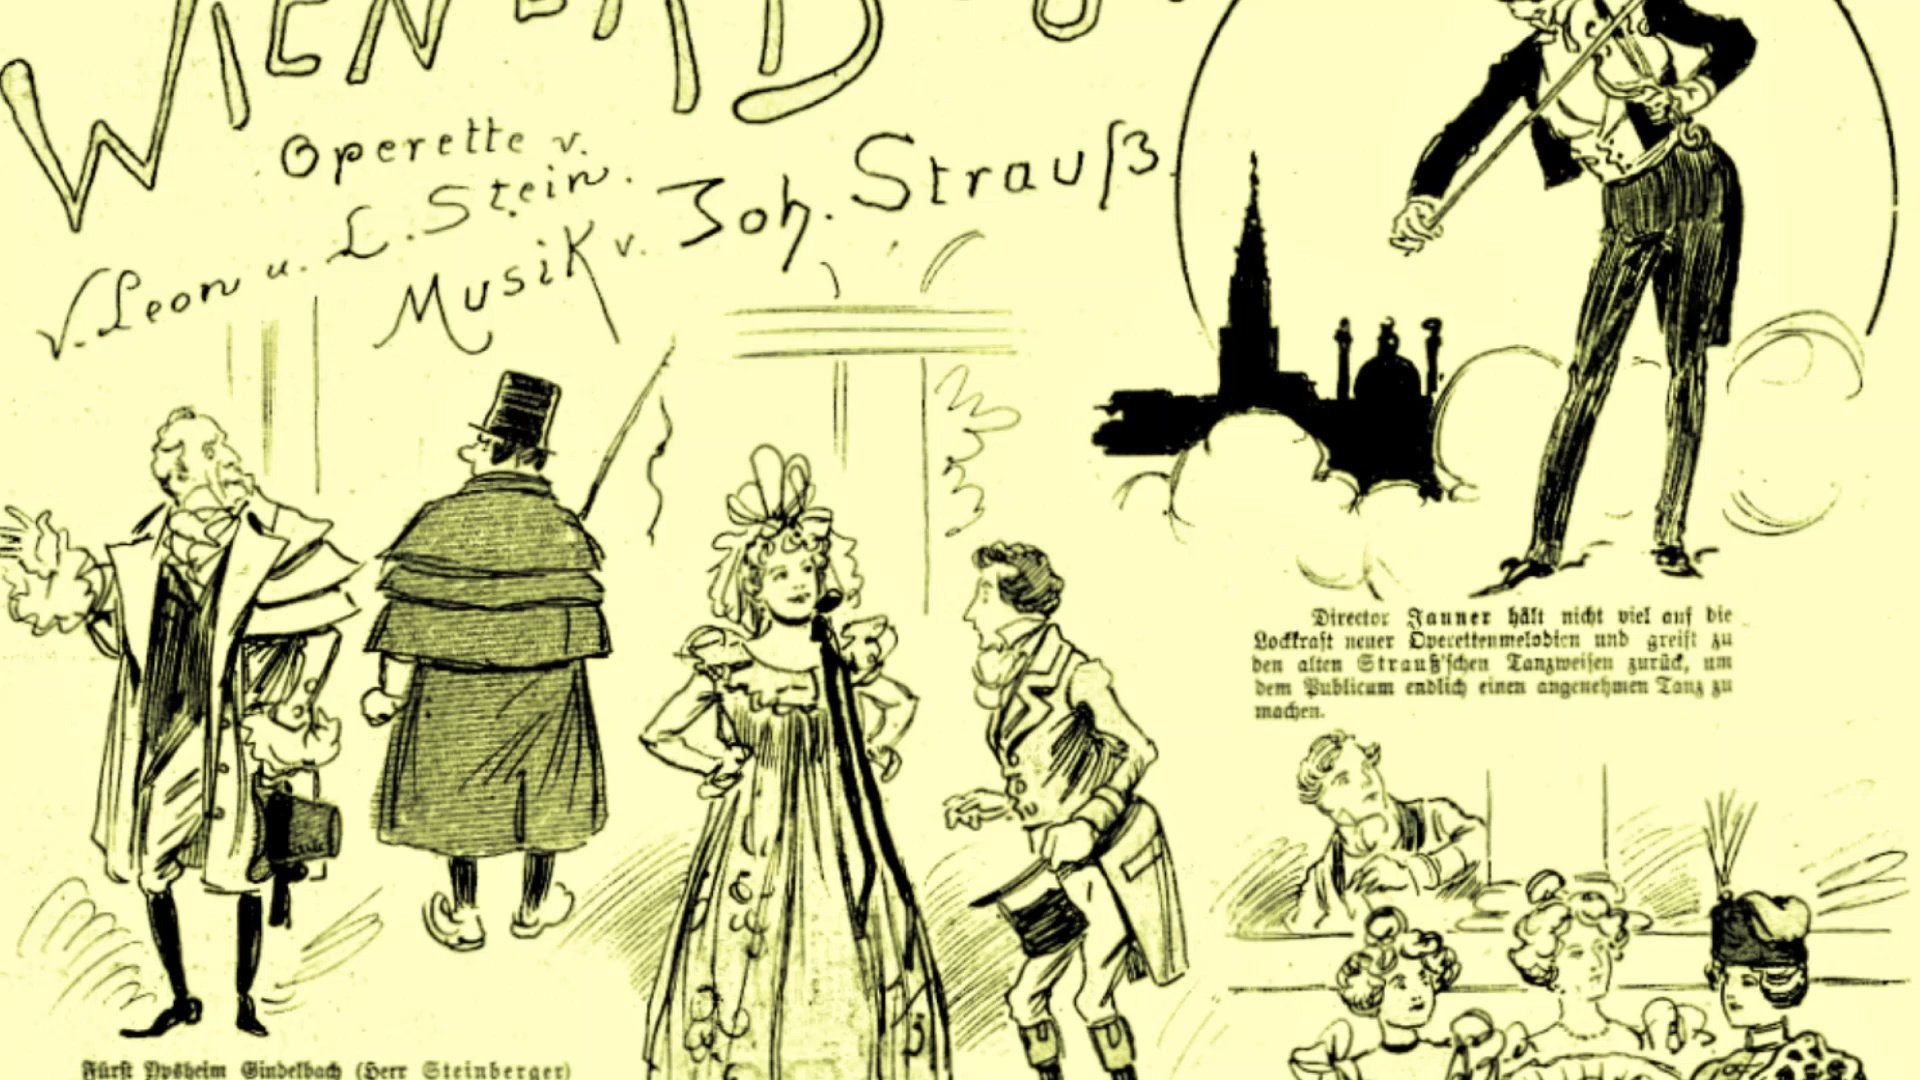 WIENER B
Operette v.
V. Leon u. L. Stein.
Musik v. Joh. Strauß
Director Jauner hält nicht viel auf die
Lockkraft neuer Operettenmelodien und greift zu
den alten Strauß'schen Tanzweisen zurück, um
dem Publicum endlich einen angenehmen Tanz zu
machen.
Fürst Ypsheim Gindelbach (Herr Steinberger)